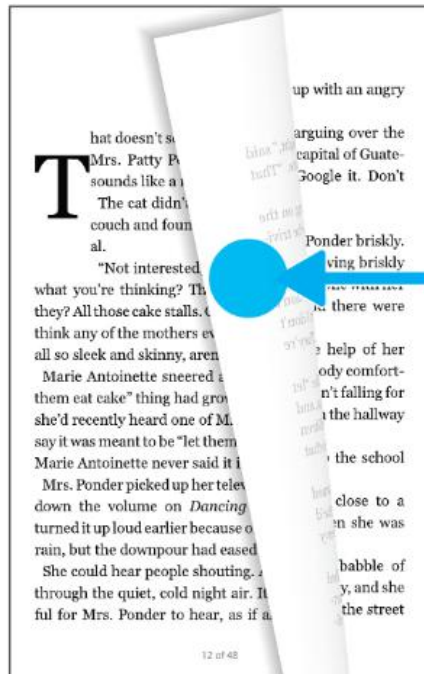 That doesn't s
Mrs. Patty P
sounds like a
The cat didn'
couch and foun
al.
"Not interested
what you're thinking? Th
they? All those cake stalls.
think any of the mothers ev
all so sleek and skinny, aren
Marie Antoinette sneered a
them eat cake" thing had grow
she'd recently heard one of M
say it was meant to be "let them
Marie Antoinette never said it i
Mrs. Ponder picked up her telev
down the volume on Dancing
turned it up loud earlier because o
rain, but the downpour had eased
She could hear people shouting.
through the quiet, cold night air. It
ful for Mrs. Ponder to hear, as if a
12 of 48
up with an angry
arguing over the
capital of Guate-
Google it. Don't
Ponder briskly.
ving briskly
with her
there were
help of her
ody comfort-
n't falling for
the hallway
the school
close to a
en she was
babble of
y, and she
the street